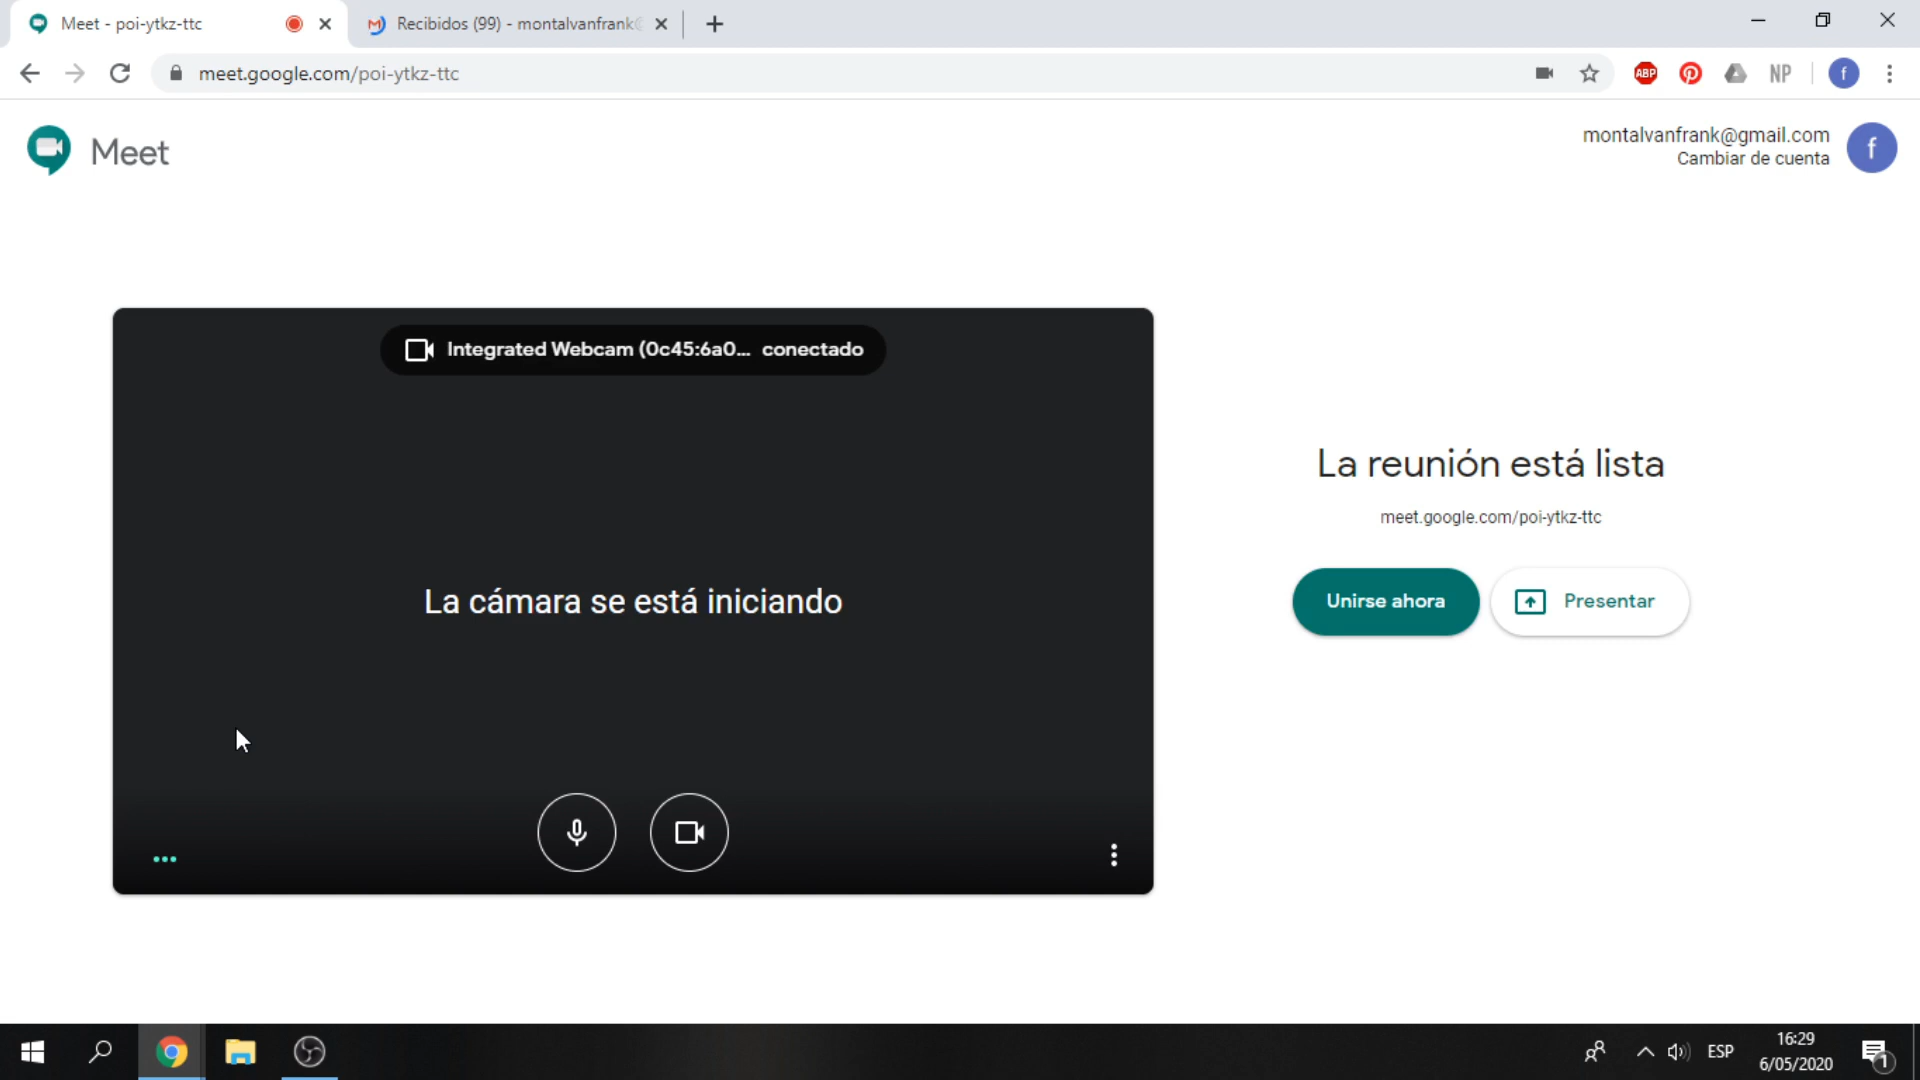 Meet - poi-ytkz-ttc
Recibidos (99) - montalvanfrank@
meet.google.com/poi-ytkz-ttc
ABP
NP
f
Meet
montalvanfrank@gmail.com
Cambiar de cuenta
f
Integrated Webcam (0c45:6a0... conectado
La cámara se está iniciando
La reunión está lista
meet.google.com/poi-ytkz-ttc
Unirse ahora
Presentar
ESP
16:29
6/05/2020
1